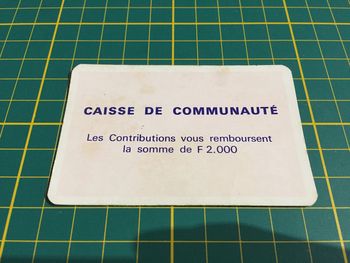 CAISSE DE COMMUNAUTÉ
Les Contributions vous remboursent
la somme de F 2.000